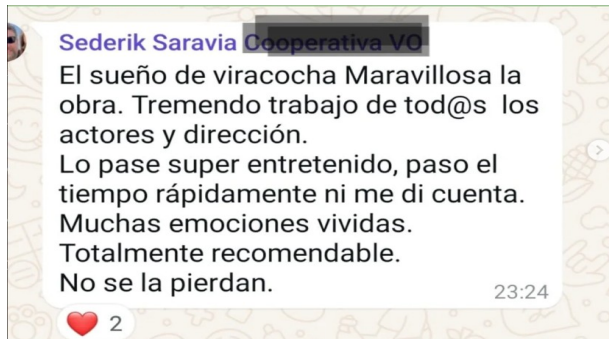 Sederik Saravia Cooperativa VO
El sueño de viracocha Maravillosa la
obra. Tremendo trabajo de tod@s los
actores y dirección.
Lo pase super entretenido, paso el
tiempo rápidamente ni me di cuenta.
Muchas emociones vividas.
Totalmente recomendable.
No se la pierdan.
23:24
2